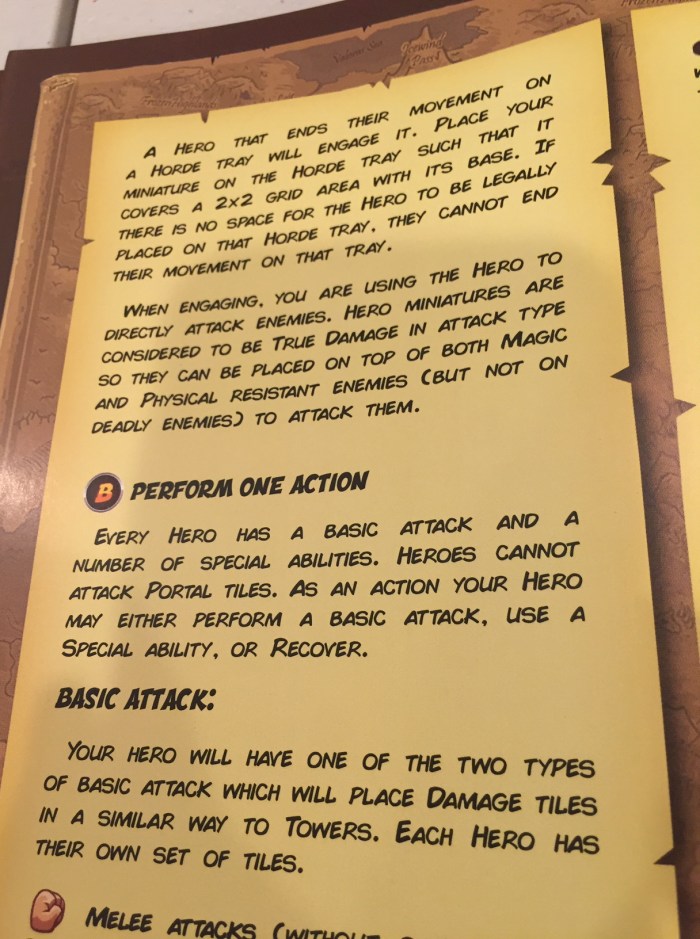 Frozen
Icewind
Pass
A Hero that ends their movement on
a Horde tray will engage it. Place your
miniature on the Horde tray such that it
covers a 2x2 grid area with its base. If
there is no space for the Hero to be legally
placed on that Horde tray, they cannot end
their movement on that tray.
When engaging, you are using the Hero to
directly attack enemies. Hero miniatures are
considered to be True Damage in attack type
so they can be placed on top of both Magic
and Physical resistant enemies (but not on
deadly enemies) to attack them.
B Perform one action
Every Hero has a basic attack and a
number of special abilities. Heroes cannot
attack Portal tiles. As an action your Hero
may either perform a basic attack, use a
Special ability, or Recover.
Basic attack:
Your hero will have one of the two types
of basic attack which will place Damage tiles
in a similar way to Towers. Each Hero has
their own set of tiles.
Melee attacks (without